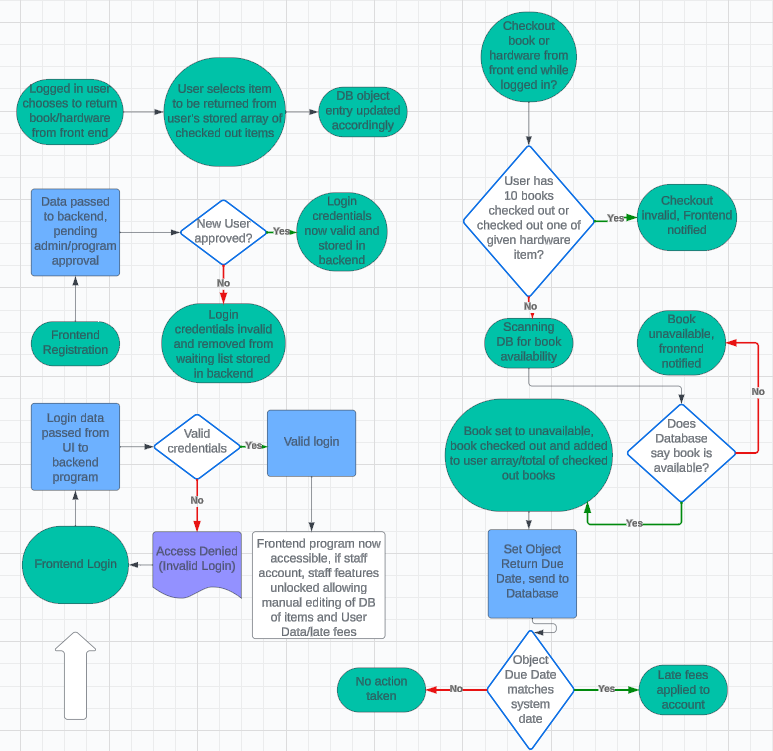 Logged in user
chooses to return
book/hardware
from front end
User selects item
to be returned from
user's stored array of
checked out items
DB object
entry updated
accordingly
Data passed
to backend,
pending
admin/program
approval
New User
approved?
Yes
Login
credentials
now valid and
stored in
backend
No
Login
credentials invalid
and removed from
waiting list stored
in backend
Frontend
Registration
Login data
passed from
UI to
backend
program
Valid
credentials
Yes
Valid login
No
Access Denied
(Invalid Login)
Frontend Login
Frontend program now
accessible, if staff
account, staff features
unlocked allowing
manual editing of DB
of items and User
Data/late fees
Checkout
book or
hardware from
front end while
logged in?
User has
10 books
checked out or
checked out one of
given hardware
item?
Yes
Checkout
invalid, Frontend
notified
No
Scanning
DB for book
availability
Book
unavailable,
frontend
notified
No
Does
Database
say book is
available?
Yes
Book set to unavailable,
book checked out and added
to user array/total of checked
out books
Set Object
Return Due
Date, send to
Database
Object
Due Date
matches
system
date
No
No action
taken
Yes
Late fees
applied to
account